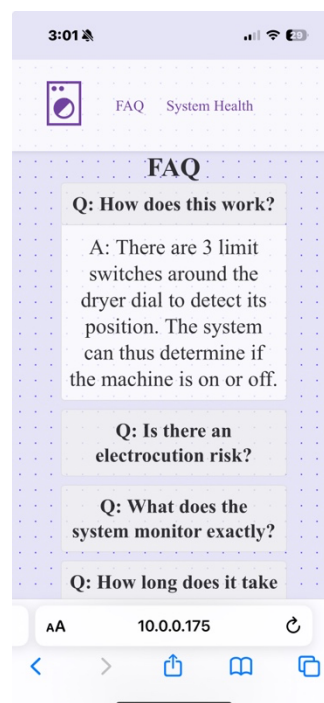 3:01
29
FAQ System Health
FAQ
Q: How does this work?
A: There are 3 limit
switches around the
dryer dial to detect its
position. The system
can thus determine if
the machine is on or off.
Q: Is there an
electrocution risk?
Q: What does the
system monitor exactly?
Q: How long does it take
AA 10.0.0.175